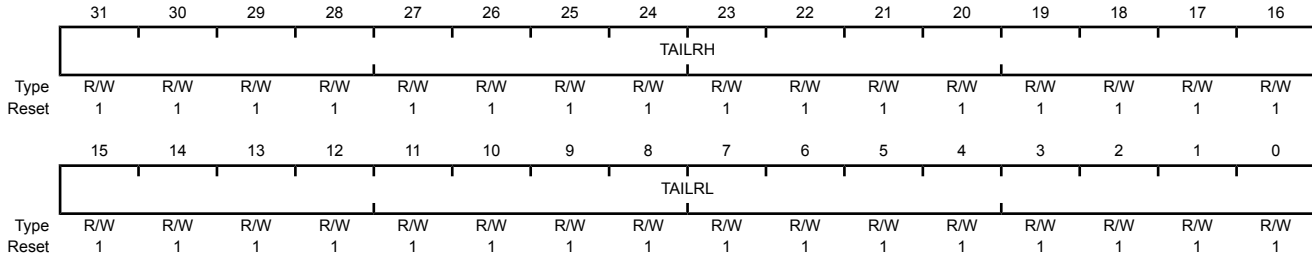 31 30 29 28 27 26 25 24 23 22 21 20 19 18 17 16
TAILRH
Type R/W R/W R/W R/W R/W R/W R/W R/W R/W R/W R/W R/W R/W R/W R/W R/W
Reset 1 1 1 1 1 1 1 1 1 1 1 1 1 1 1 1
15 14 13 12 11 10 9 8 7 6 5 4 3 2 1 0
TAILRL
Type R/W R/W R/W R/W R/W R/W R/W R/W R/W R/W R/W R/W R/W R/W R/W R/W
Reset 1 1 1 1 1 1 1 1 1 1 1 1 1 1 1 1